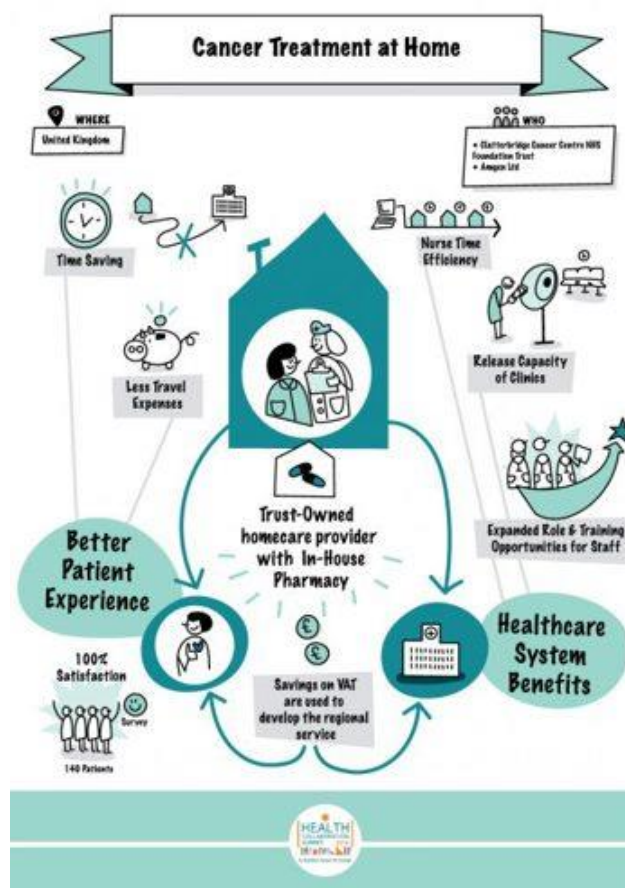 Cancer Treatment at Home
WHERE
United Kingdom
WHO
• Clatterbridge Cancer Centre NHS
Foundation Trust
• Amgen Ltd
Time Saving
Nurse Time
Efficiency
Less Travel
Expenses
Release Capacity
of Clinics
Trust-Owned
homecare provider
with In-House
Pharmacy
Expanded Role & Training
Opportunities for Staff
Better
Patient
Experience
Healthcare
System
Benefits
100%
Satisfaction
Survey
140 Patients
£
£
Savings on VAT
are used to
develop the regional
service
HEALTH